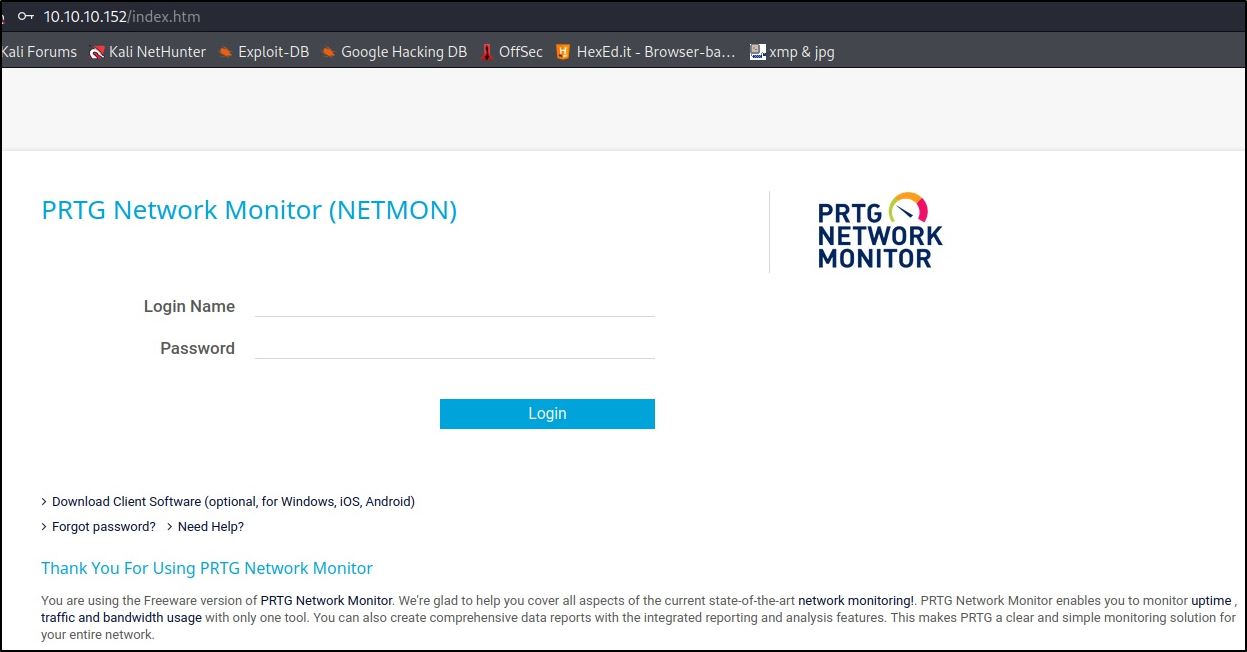 10.10.10.152/index.htm
Kali Forums Kali NetHunter Exploit-DB Google Hacking DB OffSec HexEd.it - Browser-ba… xmp & jpg
PRTG Network Monitor (NETMON)
PRTG
NETWORK
MONITOR
Login Name
Password
Login
> Download Client Software (optional, for Windows, iOS, Android)
> Forgot password? > Need Help?
Thank You For Using PRTG Network Monitor
You are using the Freeware version of PRTG Network Monitor. We're glad to help you cover all aspects of the current state-of-the-art network monitoring!. PRTG Network Monitor enables you to monitor uptime ,
traffic and bandwidth usage with only one tool. You can also create comprehensive data reports with the integrated reporting and analysis features. This makes PRTG a clear and simple monitoring solution for
your entire network.